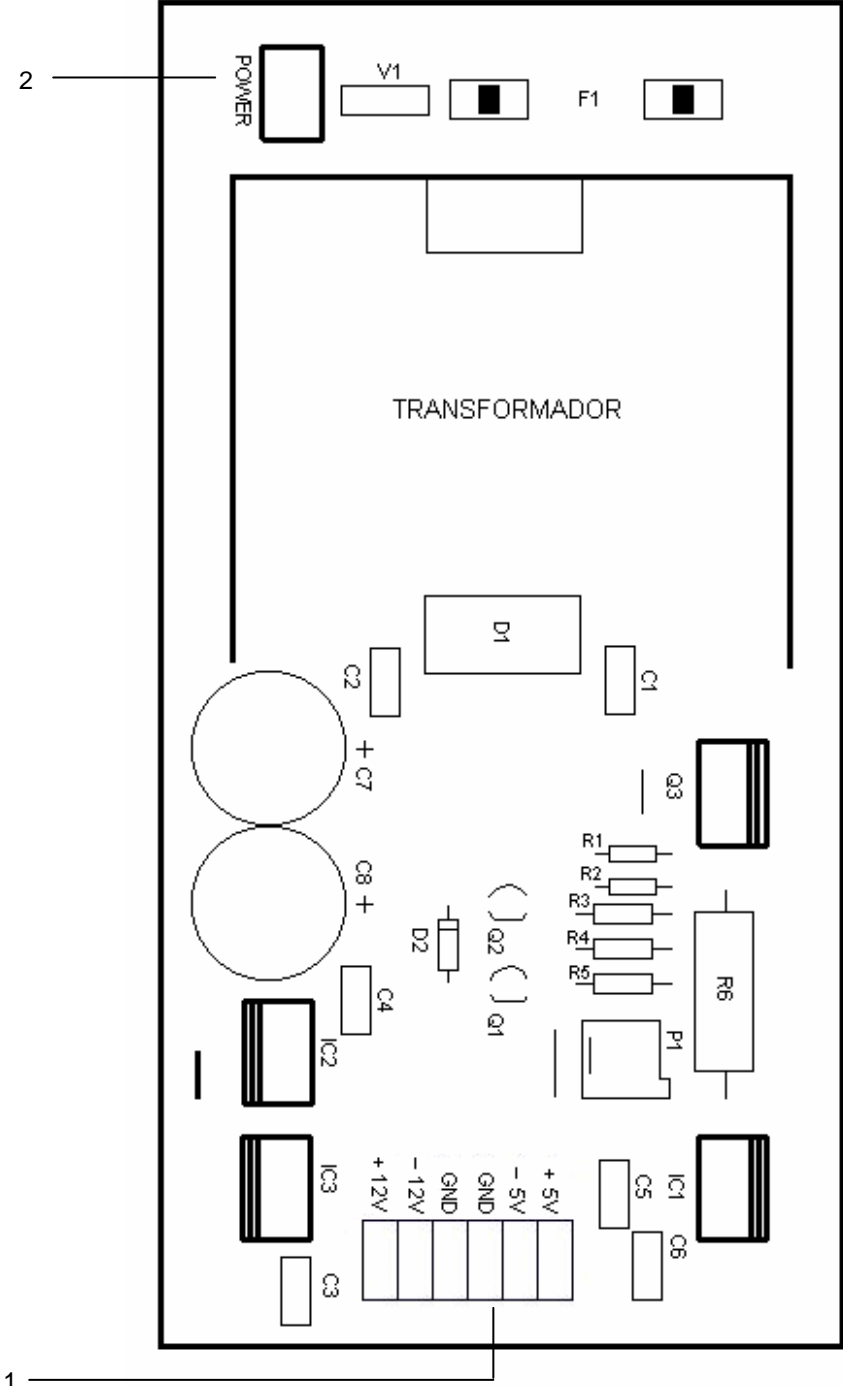 2
POWER
V1
F1
TRANSFORMADOR
D1
C2
C1
+
C7
Q3
R1
R2
R3
R4
R5
C8
+
D2
Q2
Q1
R6
C4
IC2
P1
IC3
+ 12V
- 12V
GND
GND
- 5V
+ 5V
C5
IC1
C6
C3
1